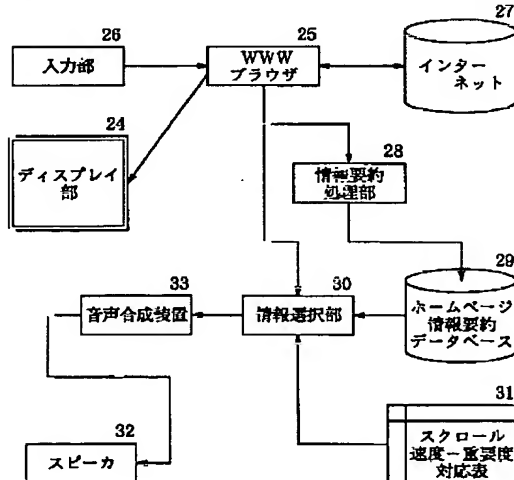 27
26
25
入力部
WWW
ブラウザ
インター
ネット
24
ディスプレイ
部
28
情報要約
処理部
29
33
30
音声合成装置
情報選択部
ホームページ
情報要約
データベース
31
32
スピーカ
スクロール
速度－重要度
対応表